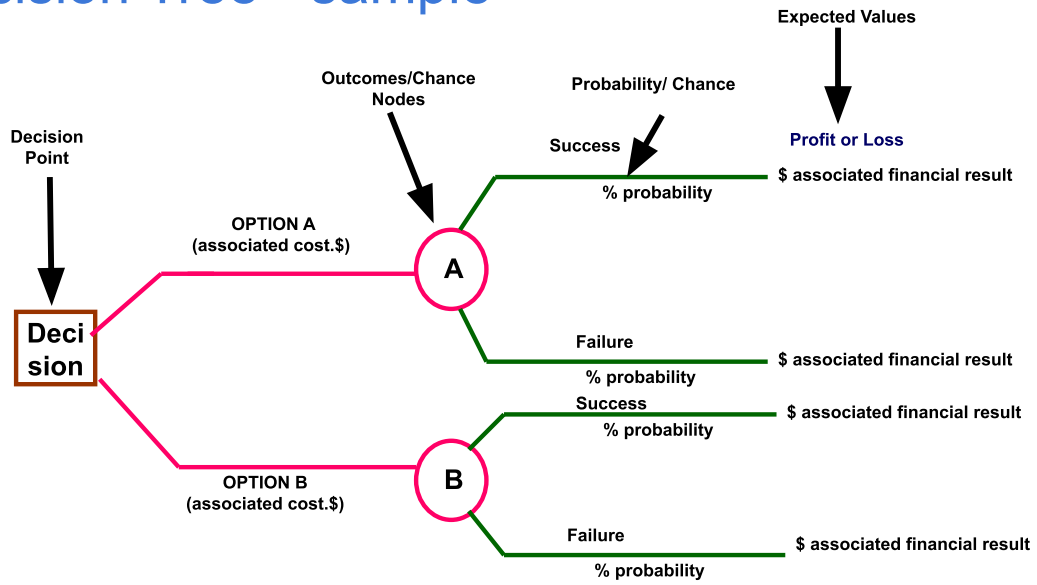 Tree - sample
Expected Values
Outcomes/Chance
Nodes
Probability/ Chance
Decision
Point
Profit or Loss
Success
$ associated financial result
% probability
OPTION A
(associated cost.$)
A
Deci
sion
Failure
$ associated financial result
% probability
Success
$ associated financial result
% probability
B
OPTION B
(associated cost.$)
Failure
$ associated financial result
% probability